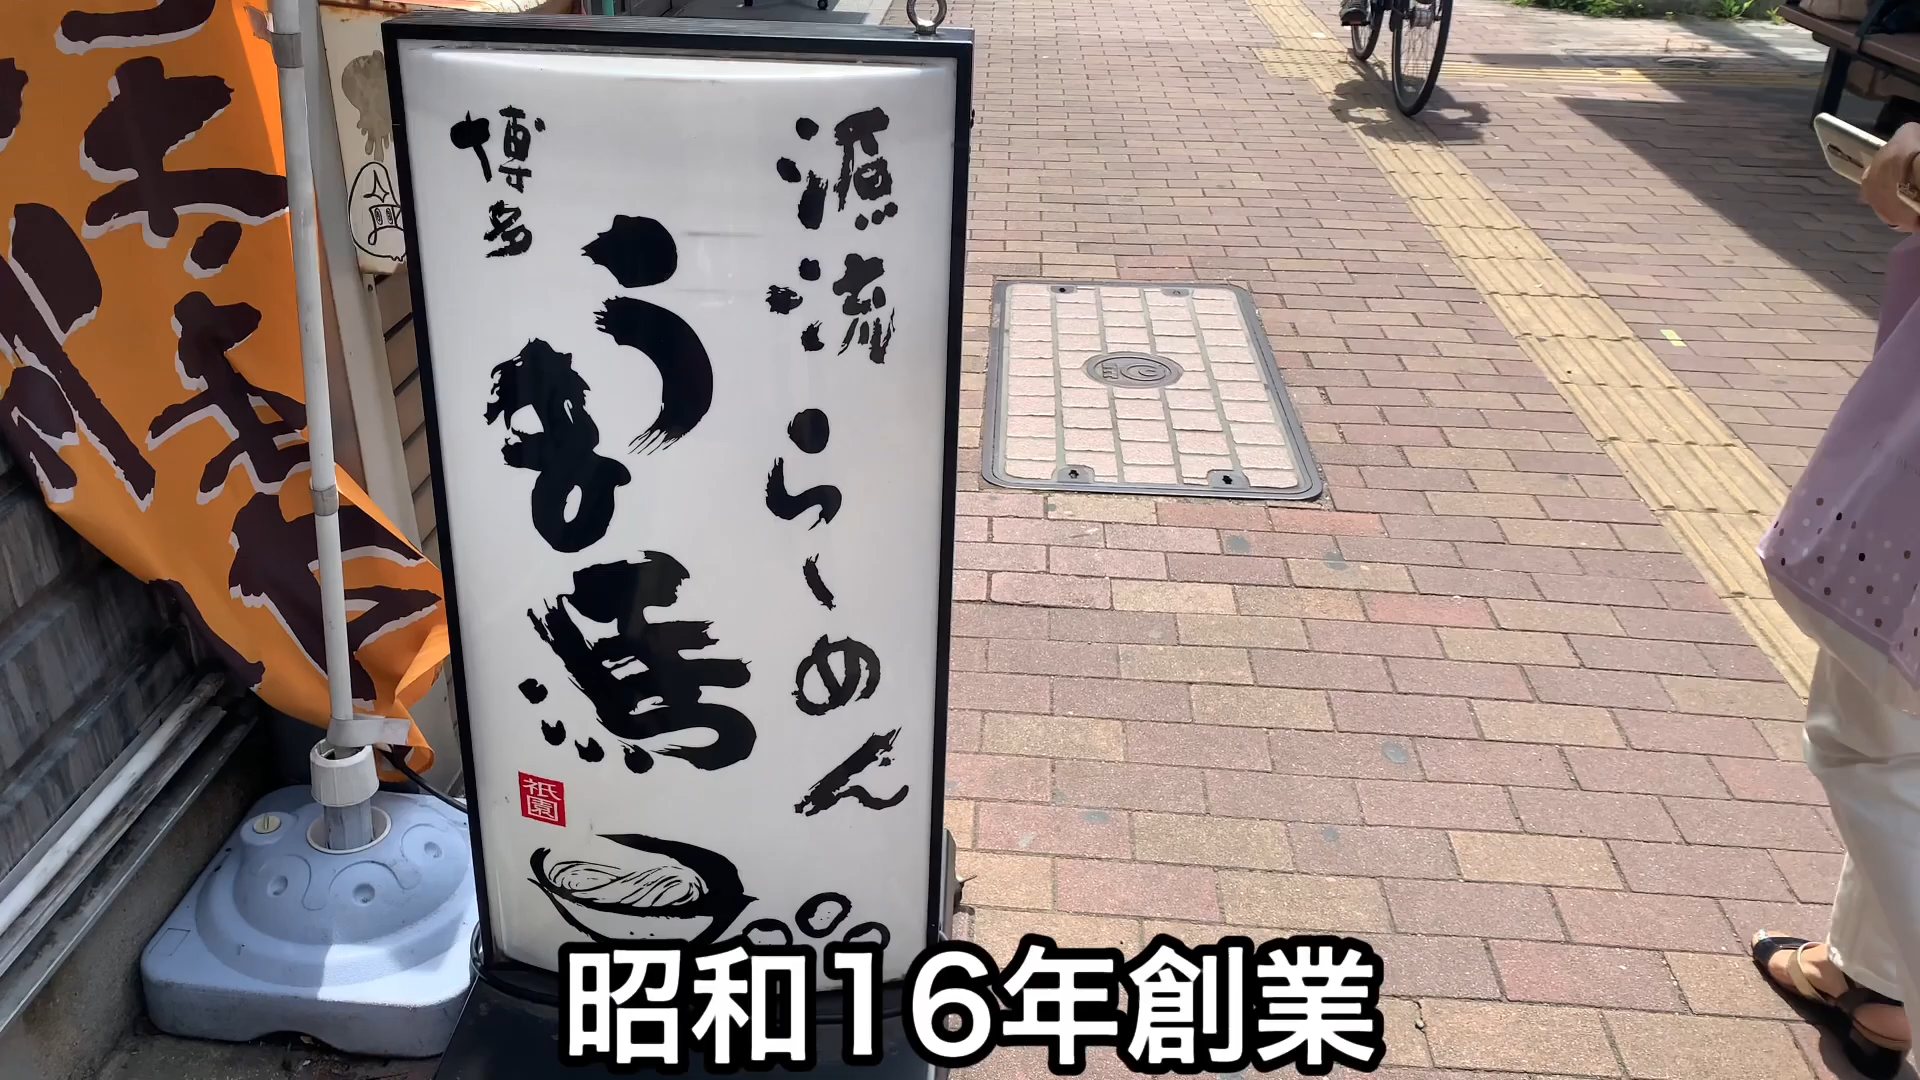 源流らーめん
博多
うま馬
祇園
昭和16年創業